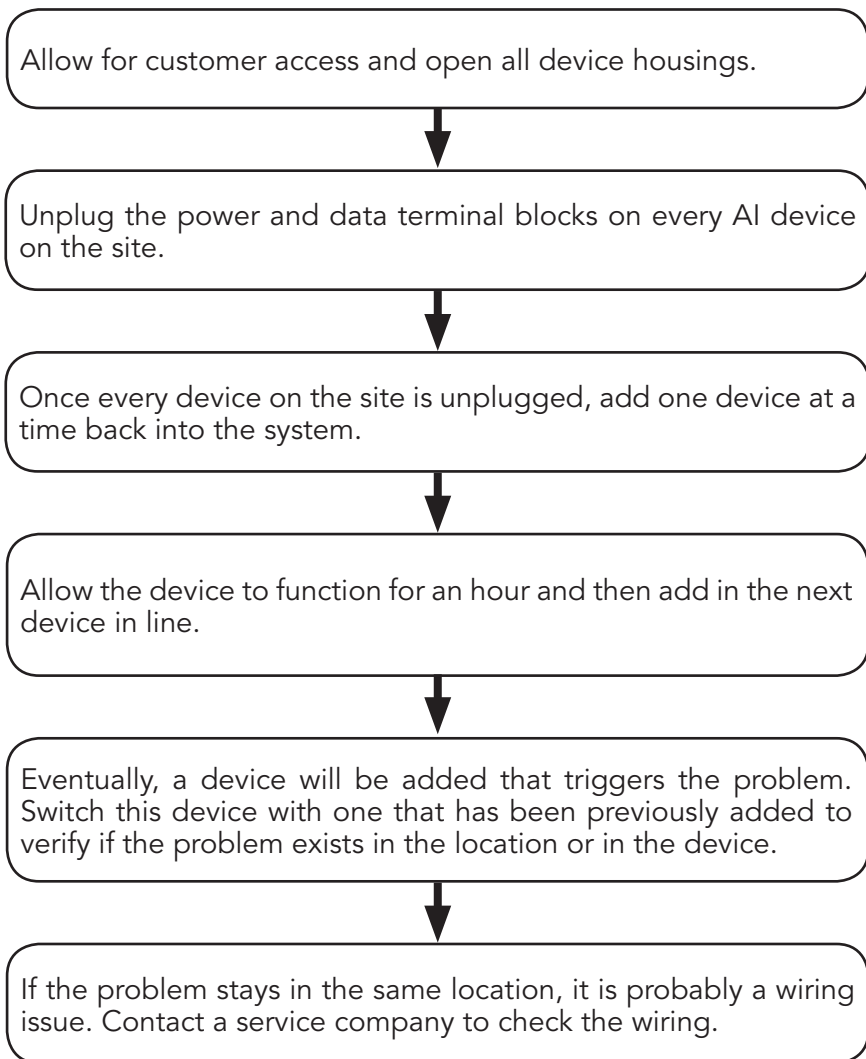 Allow for customer access and open all device housings.
Unplug the power and data terminal blocks on every AI device
on the site.
Once every device on the site is unplugged, add one device at a
time back into the system.
Allow the device to function for an hour and then add in the next
device in line.
Eventually, a device will be added that triggers the problem.
Switch this device with one that has been previously added to
verify if the problem exists in the location or in the device.
If the problem stays in the same location, it is probably a wiring
issue. Contact a service company to check the wiring.